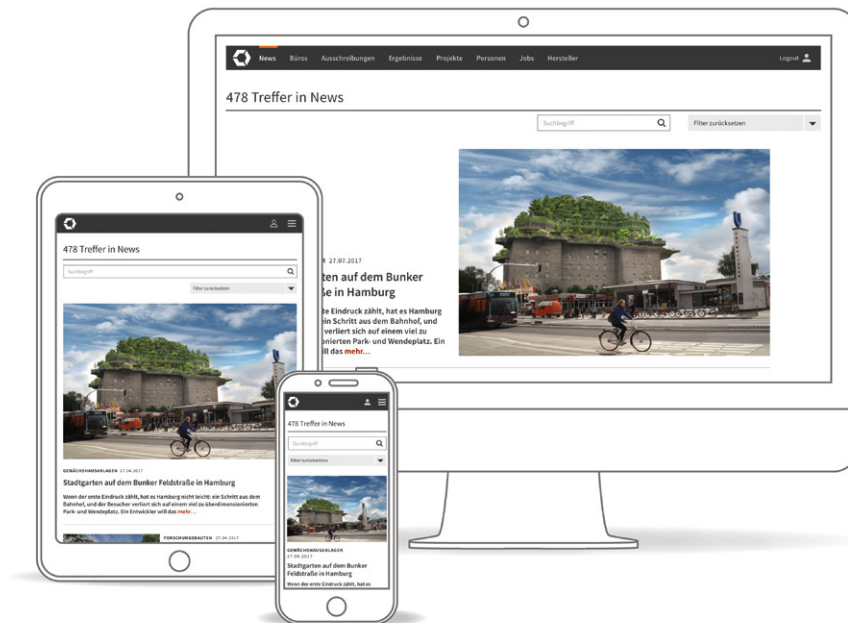 News Büros Ausschreibungen Ergebnisse Projekte Personen Jobs Hersteller Logout
478 Treffer in News
Suchbegriff Filter zurücksetzen
R 27.07.2017
ten auf dem Bunker
ße in Hamburg
te Eindruck zählt, hat es Hamburg
ein Schritt aus dem Bahnhof, und
verliert sich auf einem viel zu
onierten Park- und Wendeplatz. Ein
will das mehr...
478 Treffer in News
Suchbegriff
Filter zurücksetzen
GEWÄCHSHAUSANLAGEN 27.04.2017
Stadtgarten auf dem Bunker Feldstraße in Hamburg
Wenn der erste Eindruck zählt, hat es Hamburg nicht leicht: ein Schritt aus dem
Bahnhof, und der Besucher verliert sich auf einem viel zu überdimensionierten
Park- und Wendeplatz. Ein Entwickler will das mehr...
FORSCHUNGSBAUTEN 27.04.2017
478 Treffer in News
Suchbegriff
Filter zurücksetzen
GEWÄCHSHAUSANLAGEN
27.04.2017
Stadtgarten auf dem Bunker
Feldstraße in Hamburg
Wenn der erste Eindruck zählt, hat es